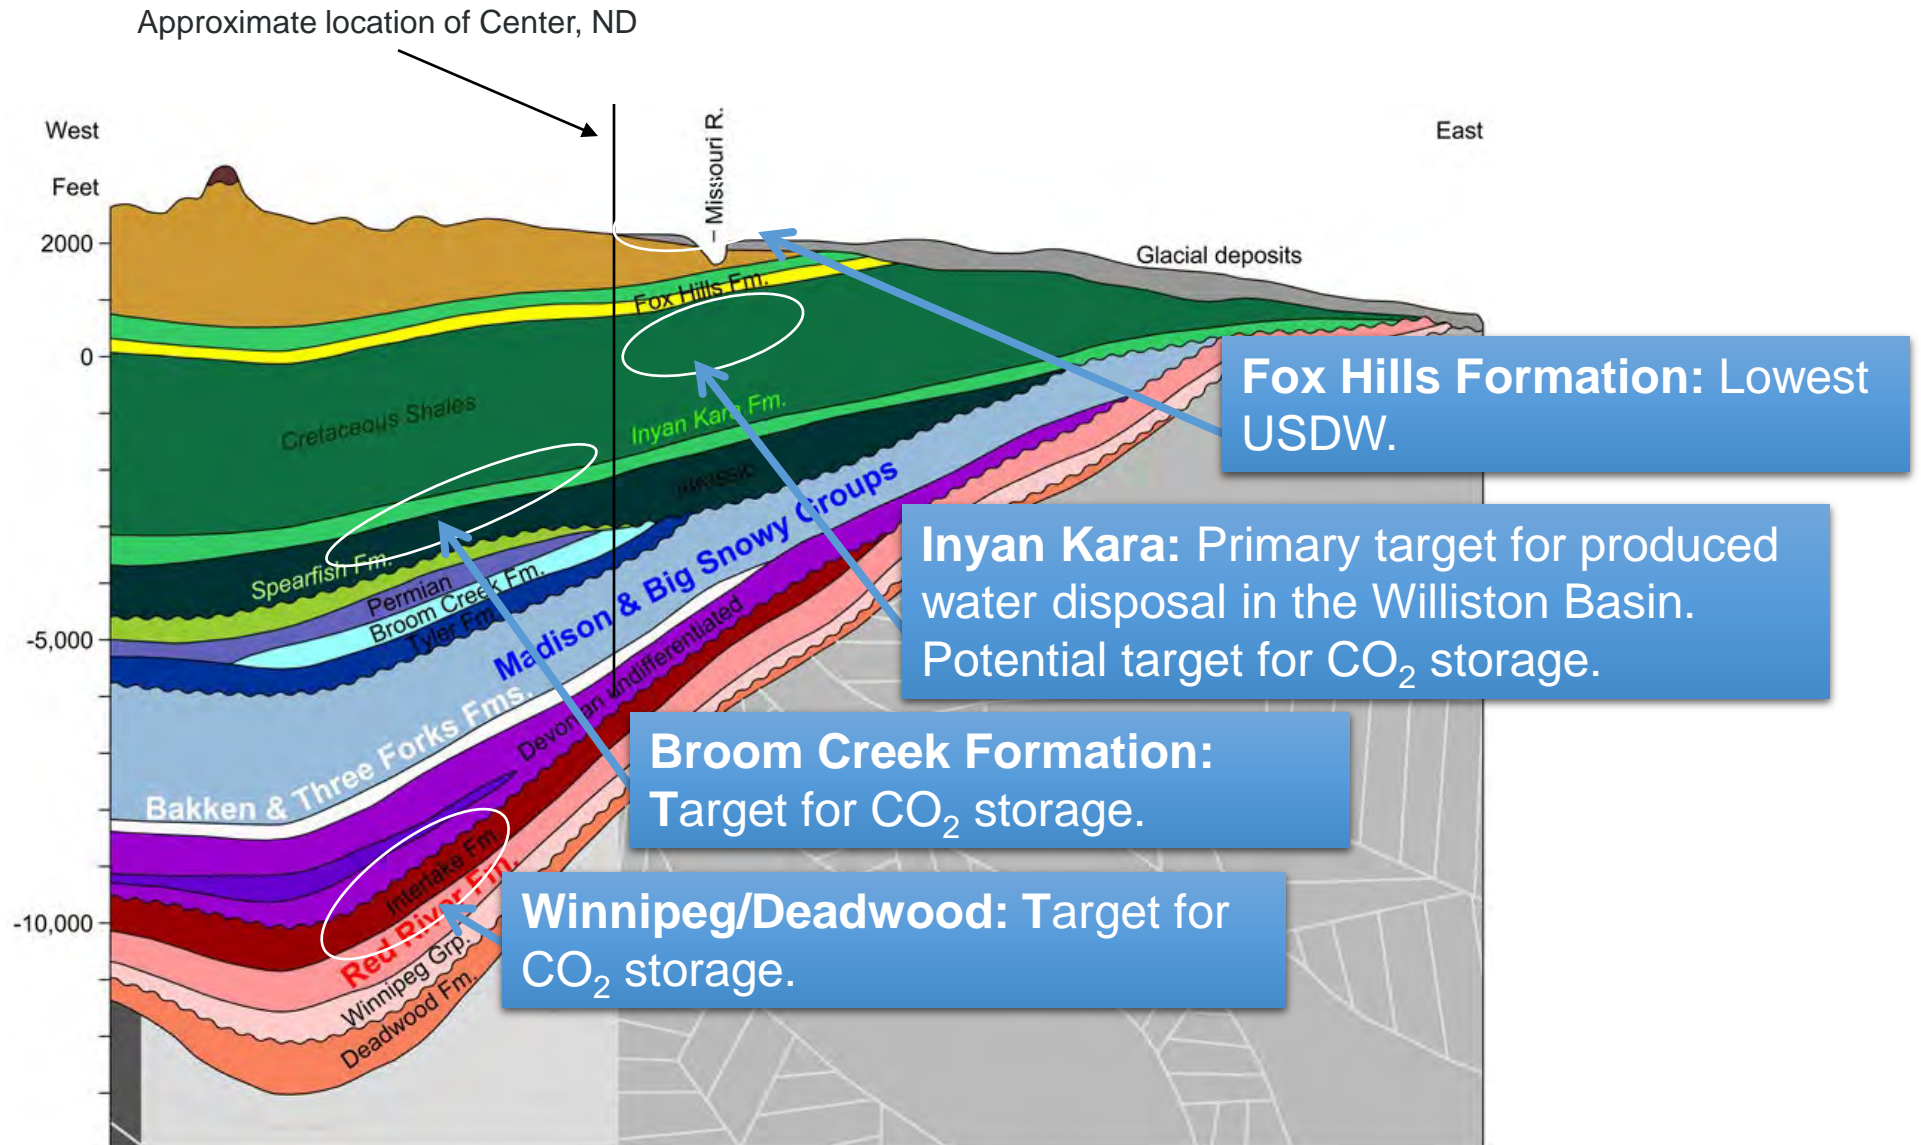 Approximate location of Center, ND
West
East
Feet
Missouri R.
2000
Glacial deposits
Fox Hills Fm.
0
Fox Hills Formation: Lowest
USDW.
Cretaceous Shales
Inyan Kara Fm.
Jurassic
Inyan Kara: Primary target for produced
water disposal in the Williston Basin.
Potential target for CO2 storage.
Spearfish Fm.
Permian
Broom Creek Fm.
Tyler Fm.
-5,000
Madison & Big Snowy Groups
Bakken & Three Forks Fms.
Devonian undifferentiated
Broom Creek Formation:
Target for CO2 storage.
Interlake Fm.
Red River Fm.
-10,000
Winnipeg/Deadwood: Target for
CO2 storage.
Winnipeg Grp.
Deadwood Fm.